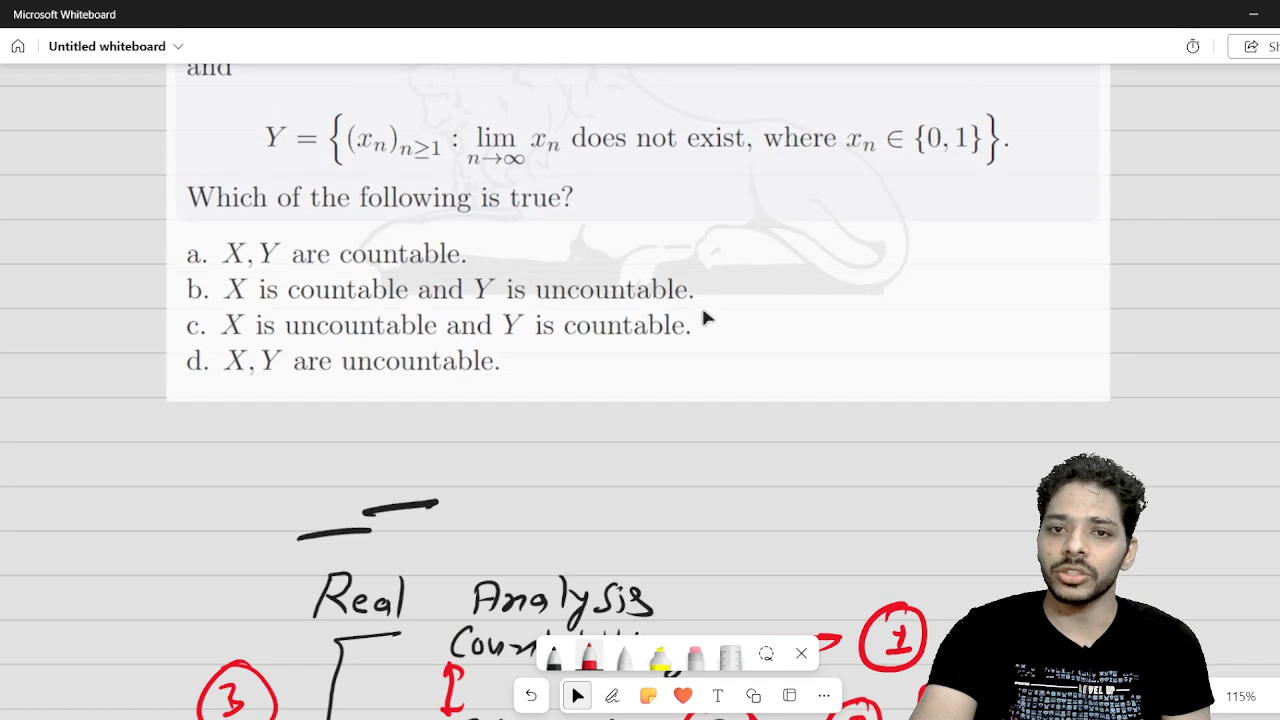 Microsoft Whiteboard
Untitled whiteboard
and
Y = {(x_n)_{n≥1} : lim_{n→∞} x_n does not exist, where x_n ∈ {0, 1}}.
Which of the following is true?
a. X, Y are countable.
b. X is countable and Y is uncountable.
c. X is uncountable and Y is countable.
d. X, Y are uncountable.
Real Analysis
1
3
LEVEL UP
115%